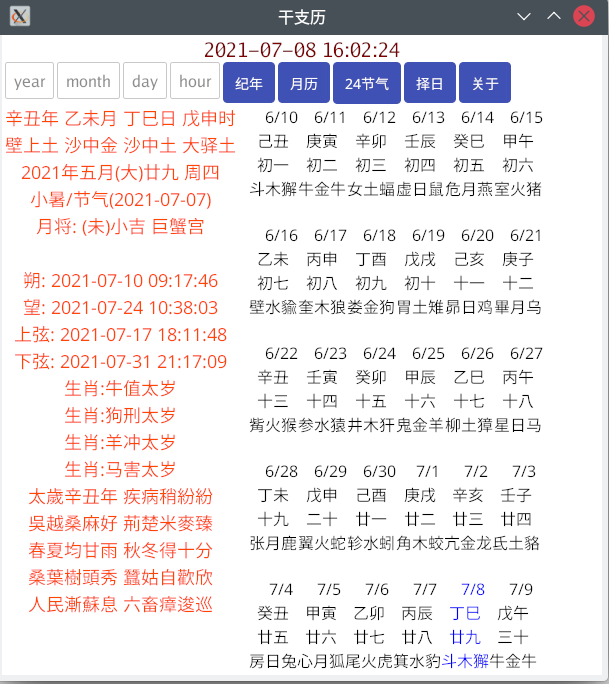 干支历
2021-07-08 16:02:24
year month day hour 纪年 月历 24节气 择日 关于
辛丑年 乙未月 丁巳日 戊申时
壁上土 沙中金 沙中土 大驿土
2021年五月(大)廿九 周四
小暑/节气(2021-07-07)
月将: (未)小吉 巨蟹宫
朔: 2021-07-10 09:17:46
望: 2021-07-24 10:38:03
上弦: 2021-07-17 18:11:48
下弦: 2021-07-31 21:17:09
生肖:牛值太岁
生肖:狗刑太岁
生肖:羊冲太岁
生肖:马害太岁
太歲辛丑年 疾病稍紛紛
吳越桑麻好 荊楚米麥臻
春夏均甘雨 秋冬得十分
桑葉樹頭秀 蠶姑自歡欣
人民漸蘇息 六畜瘴逡巡
6/10 6/11 6/12 6/13 6/14 6/15
己丑 庚寅 辛卯 壬辰 癸巳 甲午
初一 初二 初三 初四 初五 初六
斗木獬牛金牛女土蝠虚日鼠危月燕室火猪
6/16 6/17 6/18 6/19 6/20 6/21
乙未 丙申 丁酉 戊戌 己亥 庚子
初七 初八 初九 初十 十一 十二
壁水貐奎木狼娄金狗胃土雉昴日鸡畢月乌
6/22 6/23 6/24 6/25 6/26 6/27
辛丑 壬寅 癸卯 甲辰 乙巳 丙午
十三 十四 十五 十六 十七 十八
觜火猴参水猿井木犴鬼金羊柳土獐星日马
6/28 6/29 6/30 7/1 7/2 7/3
丁未 戊申 己酉 庚戌 辛亥 壬子
十九 二十 廿一 廿二 廿三 廿四
张月鹿翼火蛇轸水蚓角木蛟亢金龙氐土貉
7/4 7/5 7/6 7/7 7/8 7/9
癸丑 甲寅 乙卯 丙辰 丁巳 戊午
廿五 廿六 廿七 廿八 廿九 三十
房日兔心月狐尾火虎箕水豹斗木獬牛金牛